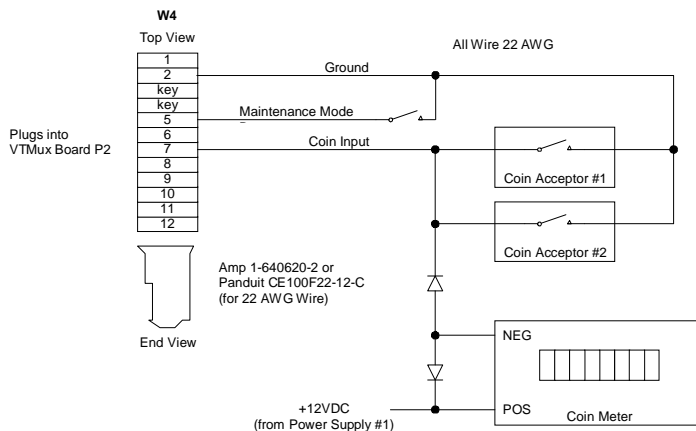 W4
Top View
All Wire 22 AWG
1
2
key
key
5
6
7
8
9
10
11
12
Ground
Maintenance Mode
Coin Input
Plugs into
VTMux Board P2
Coin Acceptor #1
Coin Acceptor #2
Amp 1-640620-2 or
Panduit CE100F22-12-C
(for 22 AWG Wire)
End View
NEG
POS
Coin Meter
+12VDC
(from Power Supply #1)